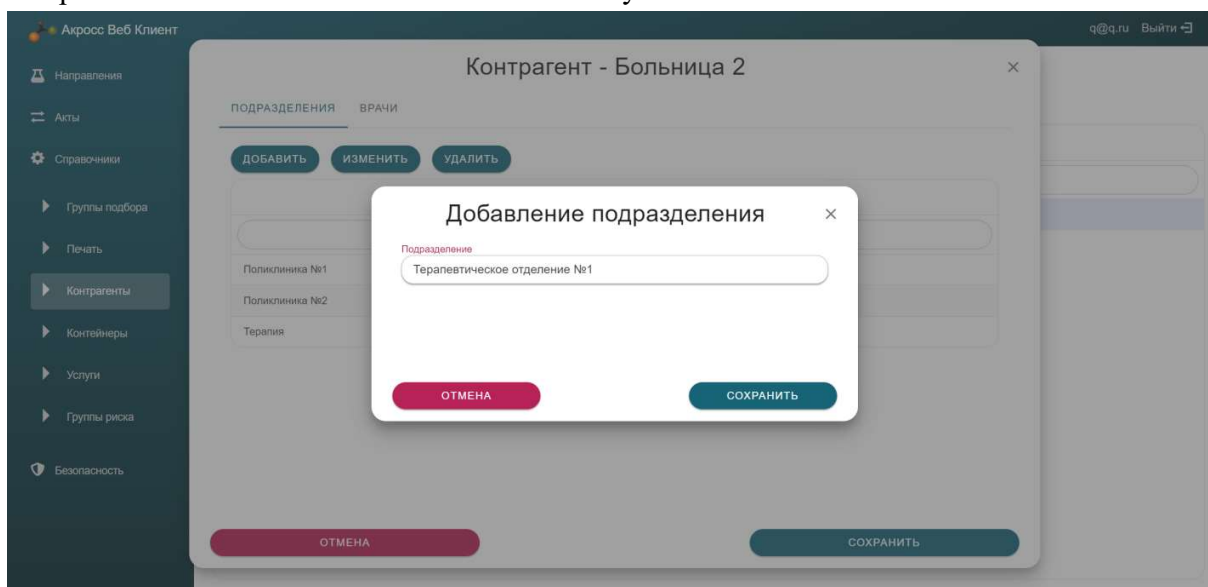 Акросс Веб Клиент
q@q.ru Выйти
Направления
Акты
Справочники
Группы подбора
Печать
Контрагенты
Контейнеры
Услуги
Группы риска
Безопасность
Контрагент - Больница 2
ПОДРАЗДЕЛЕНИЯ ВРАЧИ
ДОБАВИТЬ ИЗМЕНИТЬ УДАЛИТЬ
Поликлиника №1
Поликлиника №2
Терапия
Добавление подразделения
Подразделение
Терапевтическое отделение №1
ОТМЕНА СОХРАНИТЬ
ОТМЕНА СОХРАНИТЬ